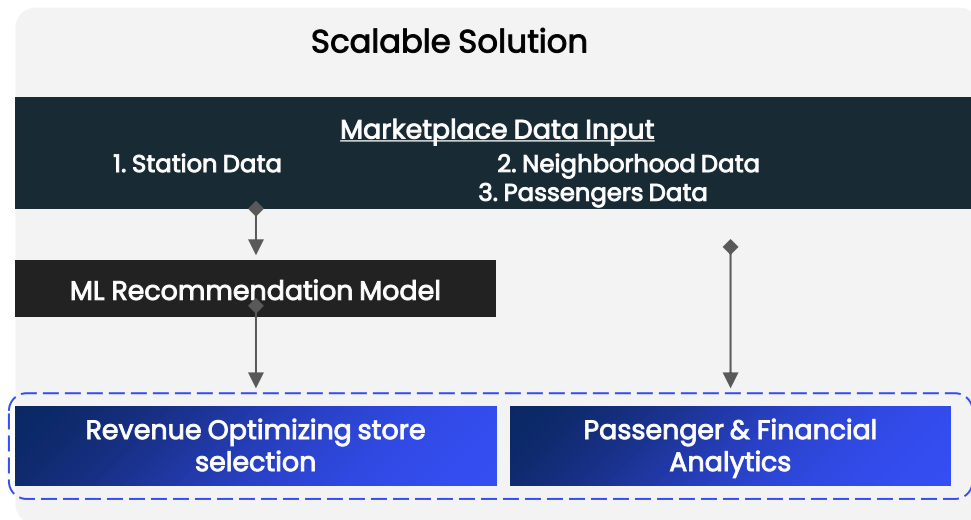 Scalable Solution
Marketplace Data Input
1. Station Data 2. Neighborhood Data
3. Passengers Data
ML Recommendation Model
Revenue Optimizing store
selection
Passenger & Financial
Analytics